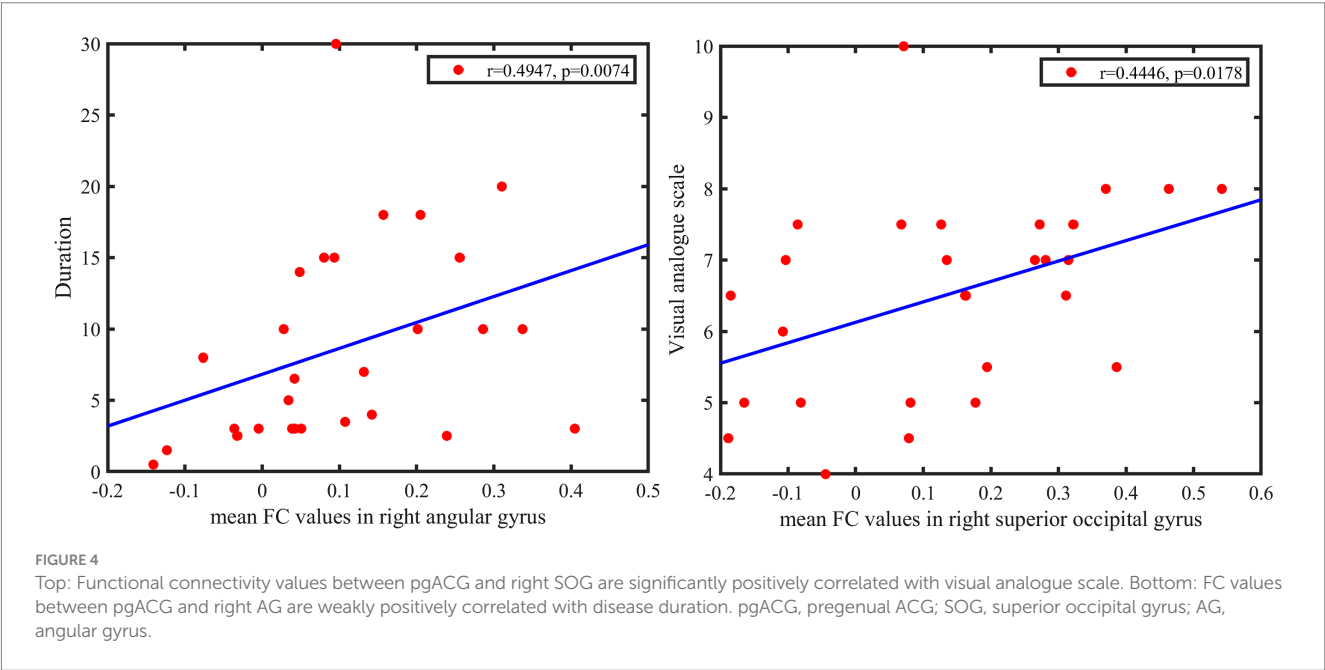 30
25
20
15
10
5
0
Duration
r=0.4947, p=0.0074
-0.2 -0.1 0 0.1 0.2 0.3 0.4 0.5
mean FC values in right angular gyrus
10
9
8
7
6
5
4
Visual analogue scale
r=0.4446, p=0.0178
-0.2 -0.1 0 0.1 0.2 0.3 0.4 0.5 0.6
mean FC values in right superior occipital gyrus
FIGURE 4
Top: Functional connectivity values between pgACG and right SOG are significantly positively correlated with visual analogue scale. Bottom: FC values
between pgACG and right AG are weakly positively correlated with disease duration. pgACG, pregenual ACG; SOG, superior occipital gyrus; AG,
angular gyrus.